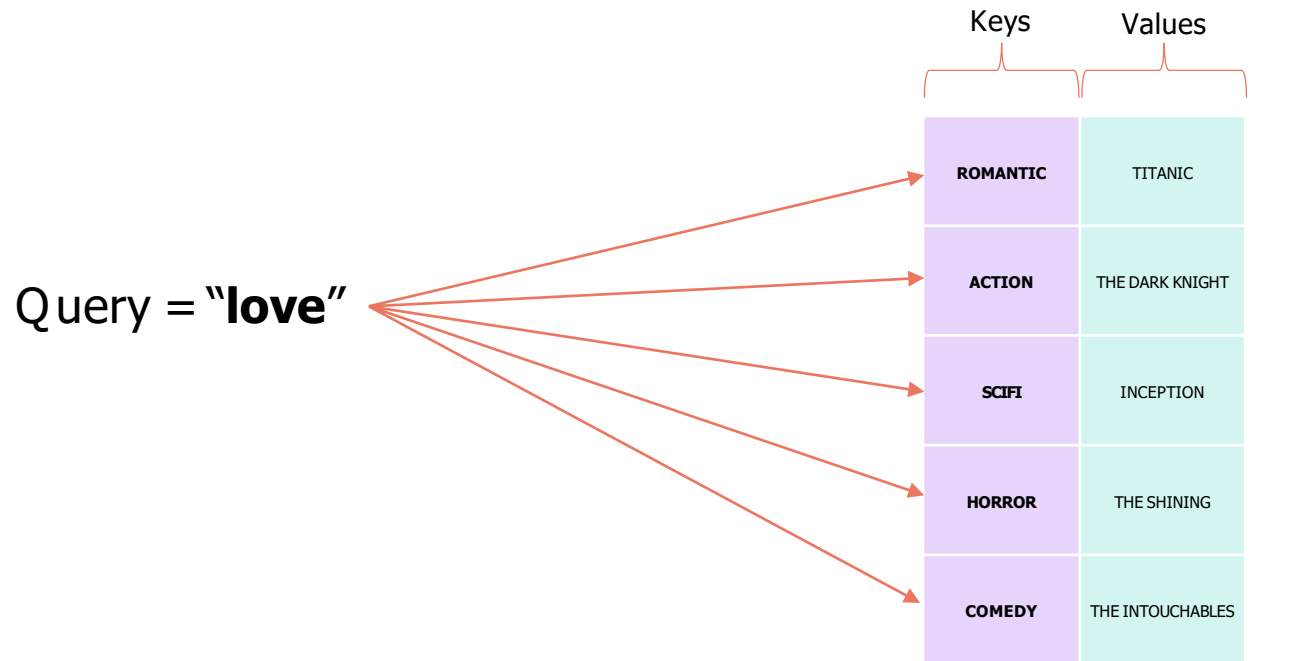 Keys Values
ROMANTIC TITANIC
ACTION THE DARK KNIGHT
Query = “love”
SCIFI INCEPTION
HORROR THE SHINING
COMEDY THE INTOUCHABLES